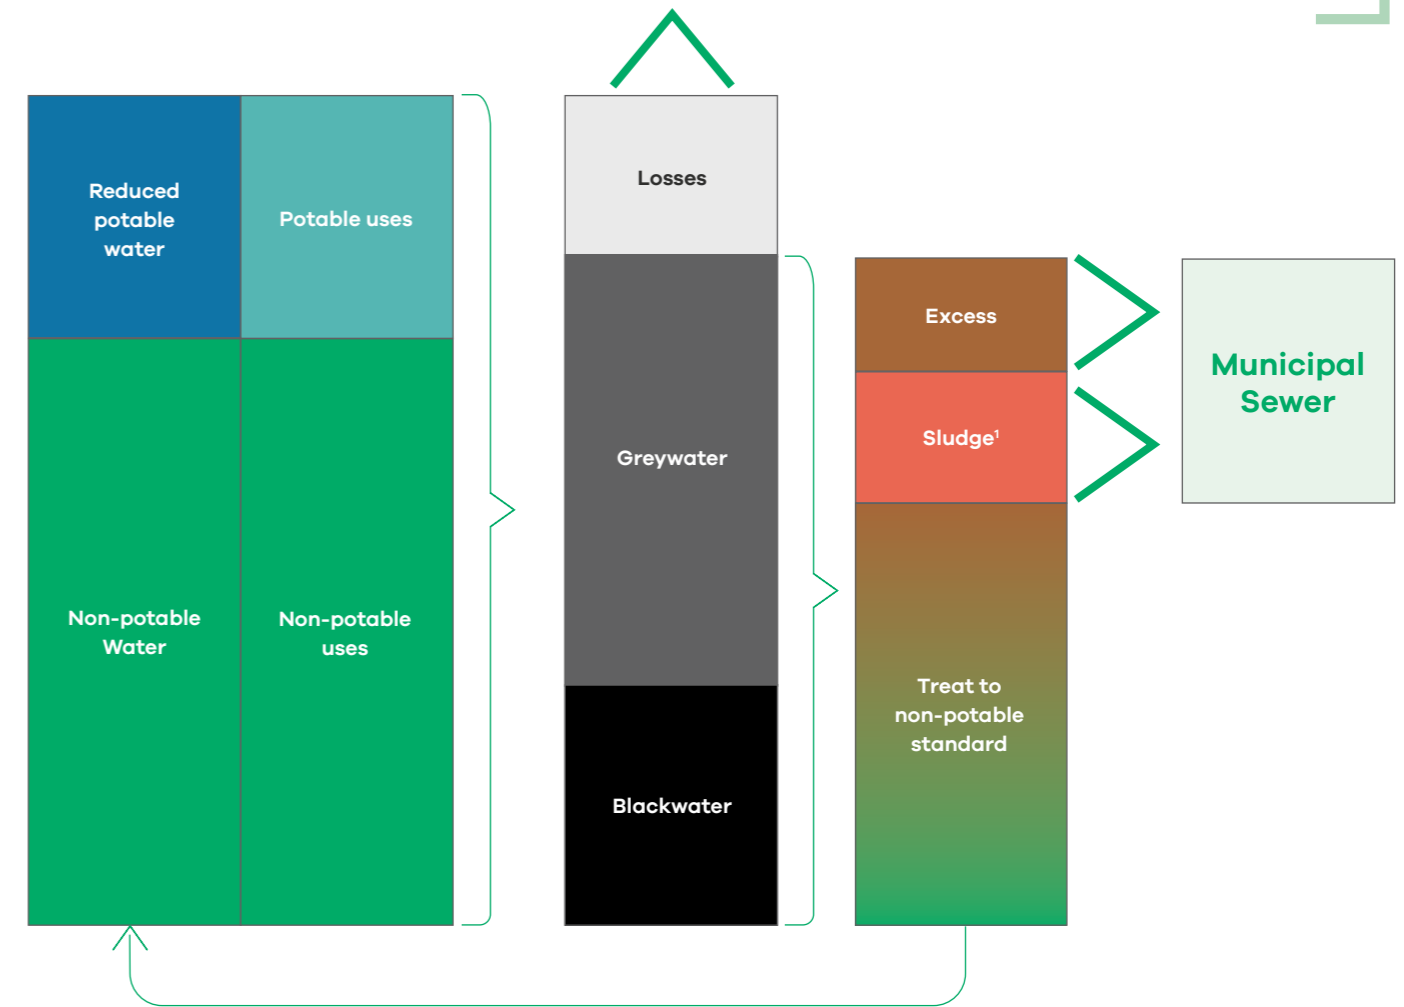 Reduced
potable
water
Potable uses
Non-potable
Water
Non-potable
uses
Losses
Greywater
Blackwater
Excess
Sludge¹
Treat to
non-potable
standard
Municipal
Sewer